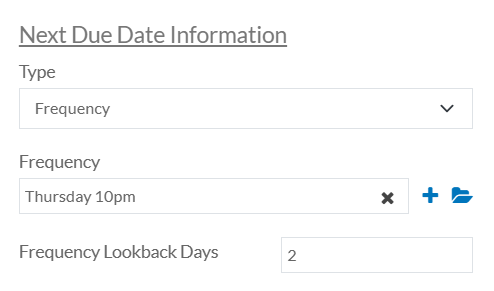 Next Due Date Information
Type
Frequency
Frequency
Thursday 10pm
Frequency Lookback Days 2